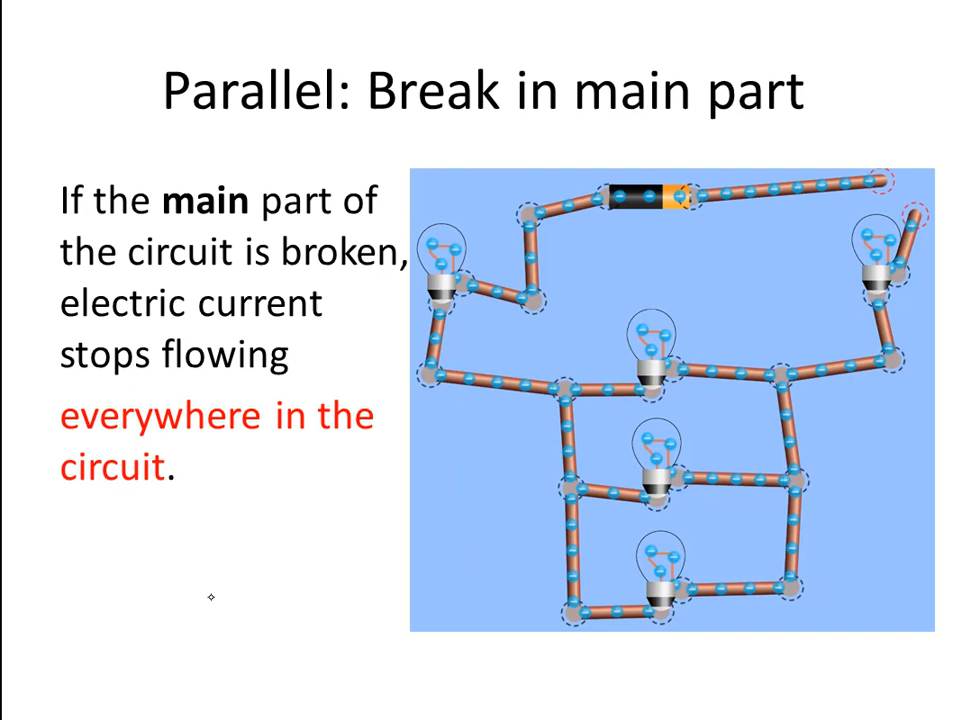 Parallel: Break in main part
If the main part of
the circuit is broken,
electric current
stops flowing
everywhere in the
circuit.